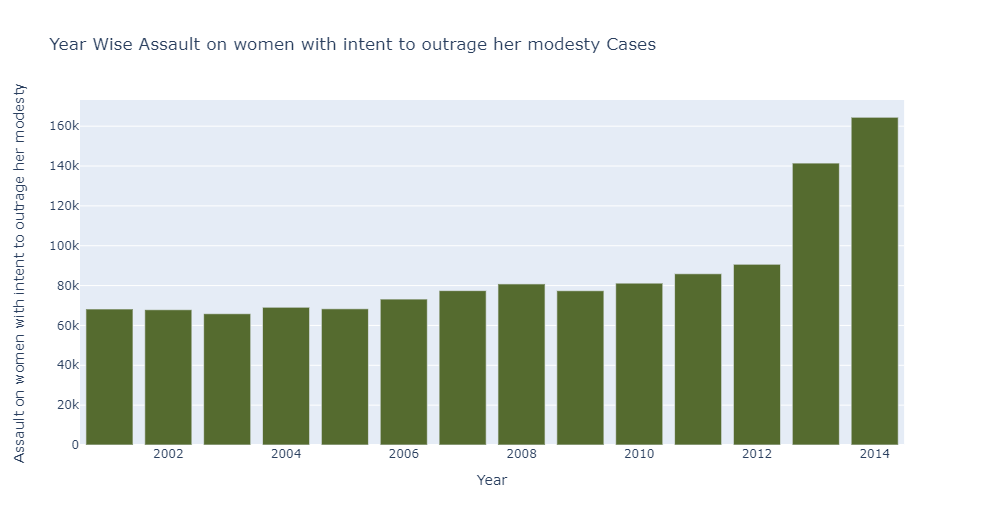 Year Wise Assault on women with intent to outrage her modesty Cases
Assault on women with intent to outrage her modesty
160k
140k
120k
100k
80k
60k
40k
20k
0
2002 2004 2006 2008 2010 2012 2014
Year